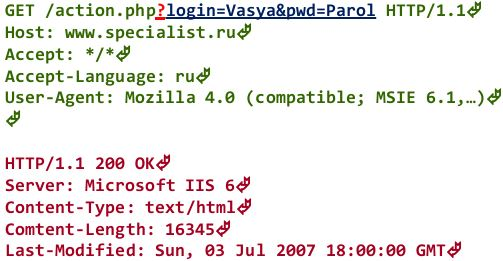 GET /action.php?login=Vasya&pwd=Parol HTTP/1.1
Host: www.specialist.ru
Accept: */*
Accept-Language: ru
User-Agent: Mozilla 4.0 (compatible; MSIE 6.1,…)
HTTP/1.1 200 OK
Server: Microsoft IIS 6
Content-Type: text/html
Comtent-Length: 16345
Last-Modified: Sun, 03 Jul 2007 18:00:00 GMT